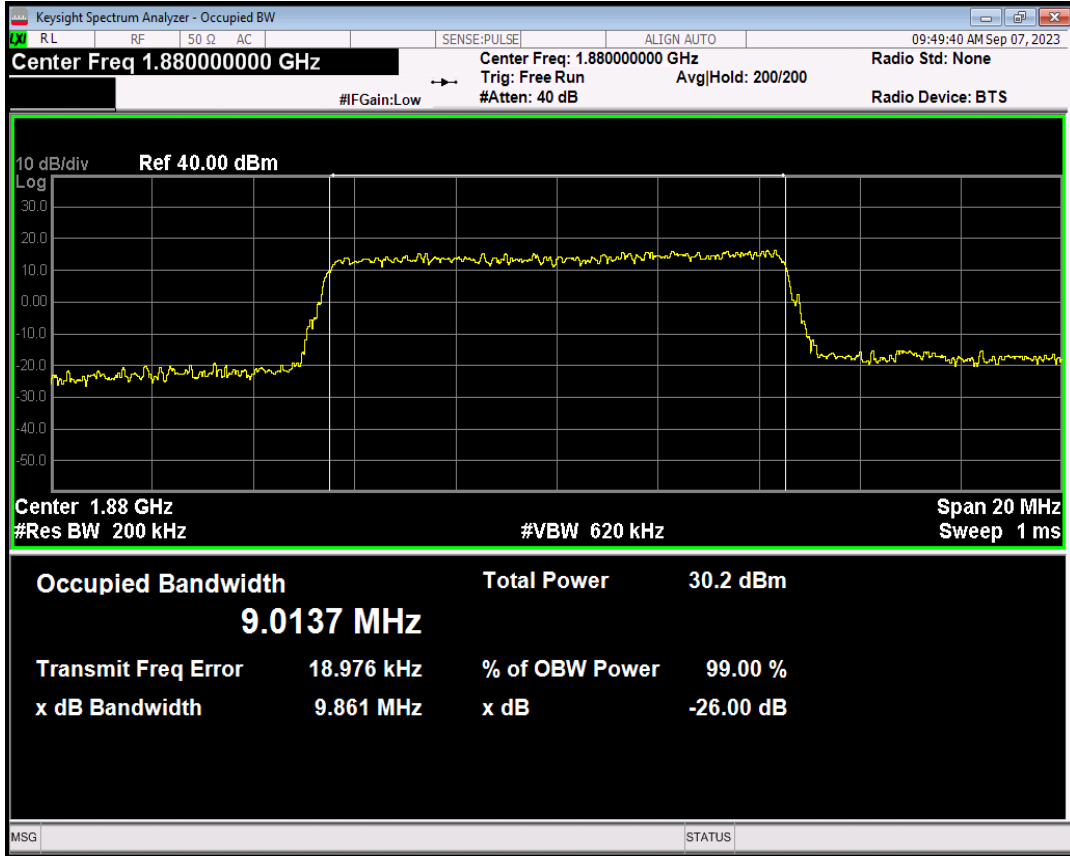 Keysight Spectrum Analyzer - Occupied BW
LXI RL RF 50 Ω AC SENSE:PULSE ALIGN AUTO 09:49:40 AM Sep 07, 2023
Center Freq 1.880000000 GHz Center Freq: 1.880000000 GHz Radio Std: None
Trig: Free Run Avg|Hold: 200/200
#IFGain:Low #Atten: 40 dB Radio Device: BTS
10 dB/div Ref 40.00 dBm
Log
30.0
20.0
10.0
0.00
-10.0
-20.0
-30.0
-40.0
-50.0
Center 1.88 GHz Span 20 MHz
#Res BW 200 kHz #VBW 620 kHz Sweep 1 ms
Occupied Bandwidth Total Power 30.2 dBm
9.0137 MHz
Transmit Freq Error 18.976 kHz % of OBW Power 99.00 %
x dB Bandwidth 9.861 MHz x dB -26.00 dB
MSG STATUS